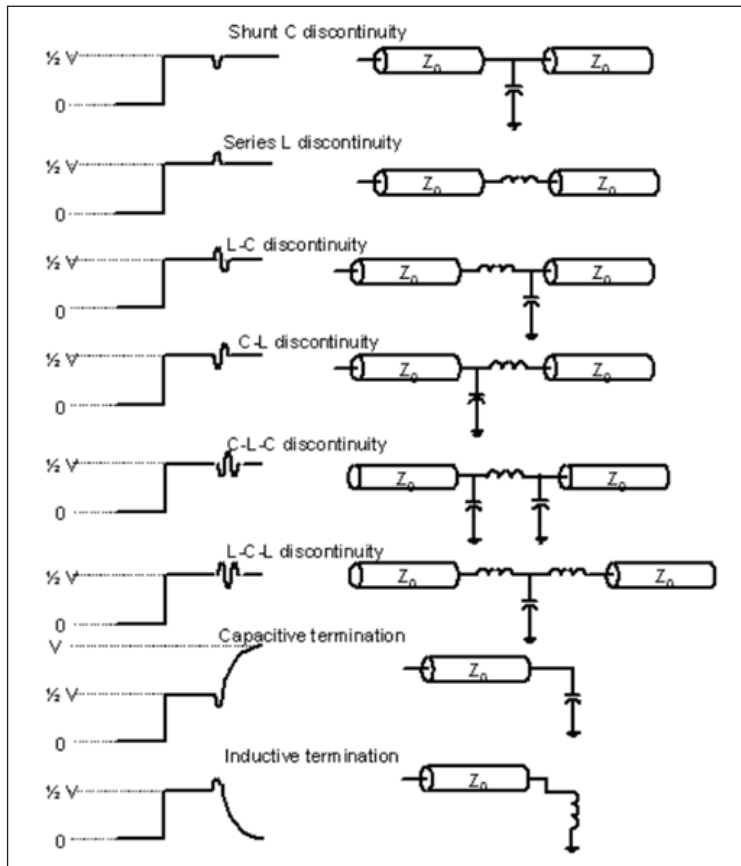 Shunt C discontinuity
½ V
Z₀ Z₀
0
Series L discontinuity
½ V
Z₀ Z₀
0
L-C discontinuity
½ V
Z₀ Z₀
0
C-L discontinuity
½ V
Z₀ Z₀
0
C-L-C discontinuity
½ V
Z₀ Z₀
0
L-C-L discontinuity
½ V
Z₀ Z₀
0
Capacitive termination
V
Z₀
½ V
0
Inductive termination
½ V
Z₀
0